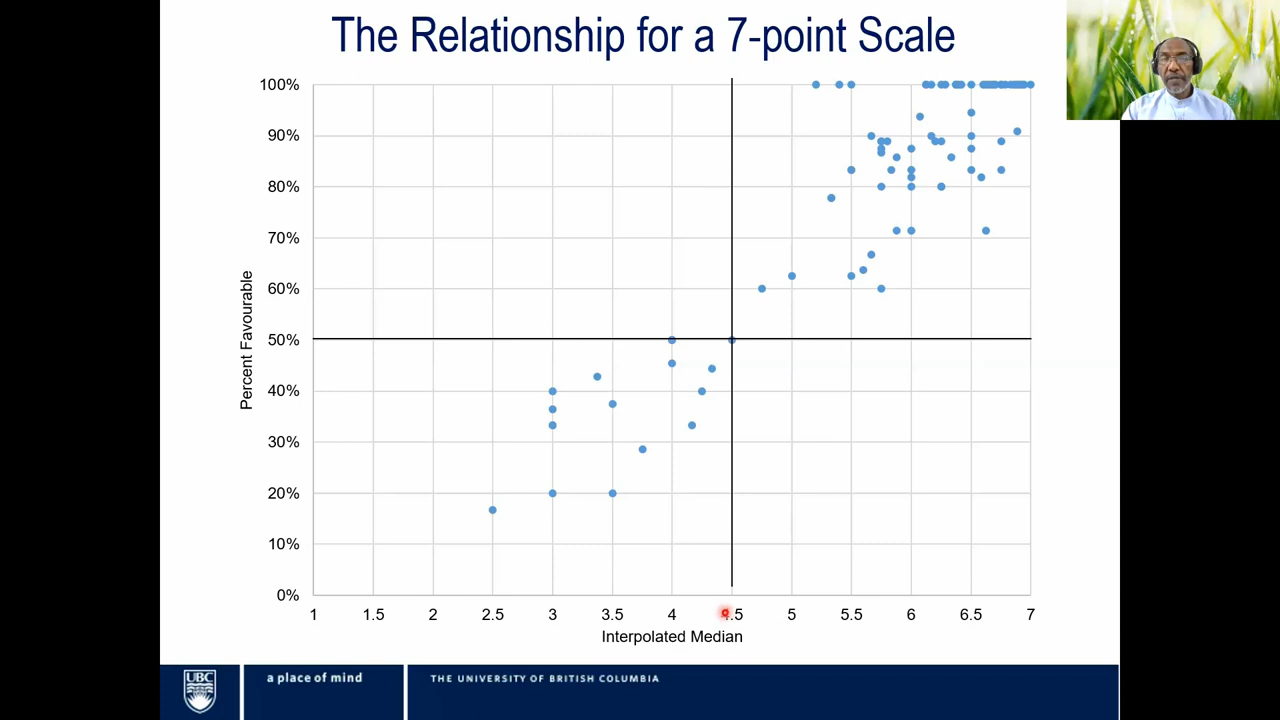 The Relationship for a 7-point Scale
100%
90%
80%
70%
60%
50%
40%
30%
20%
10%
0%
Percent Favourable
1 1.5 2 2.5 3 3.5 4 4.5 5 5.5 6 6.5 7
Interpolated Median
UBC
a place of mind
THE UNIVERSITY OF BRITISH COLUMBIA